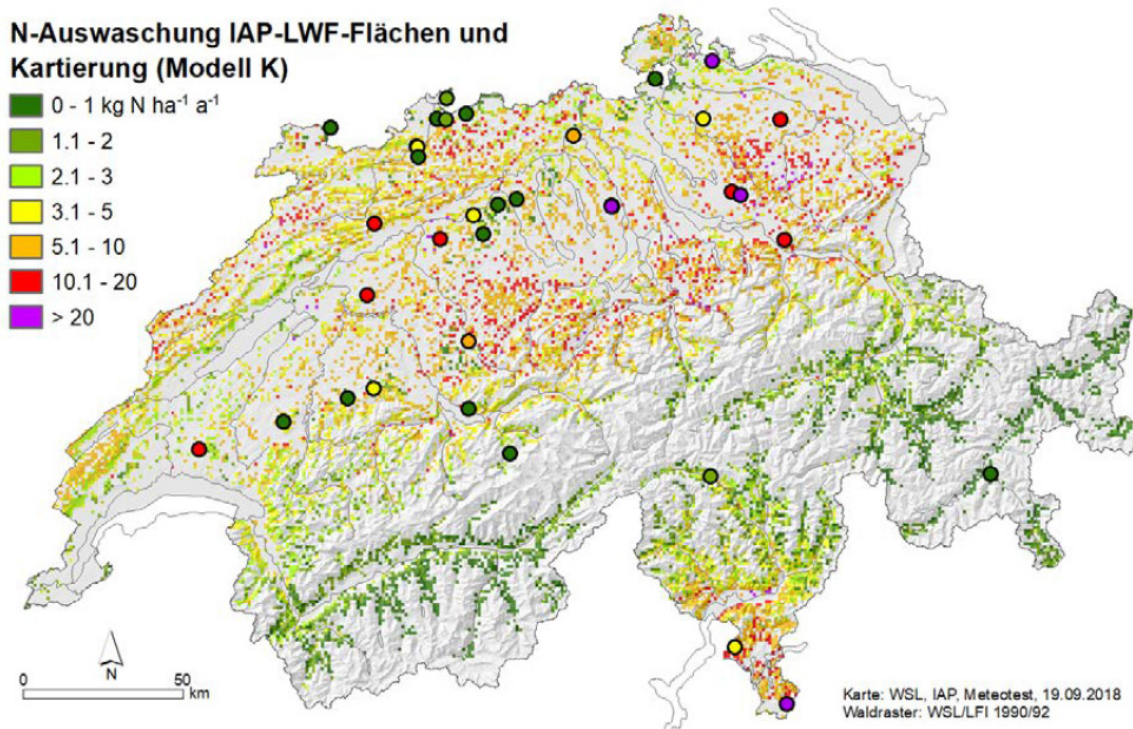 N-Auswaschung IAP-LWF-Flächen und
Kartierung (Modell K)
0 - 1 kg N ha⁻¹ a⁻¹
1.1 - 2
2.1 - 3
3.1 - 5
5.1 - 10
10.1 - 20
> 20
N
0 50
km
Karte: WSL, IAP, Meteotest, 19.09.2018
Waldraster: WSL/LFI 1990/92